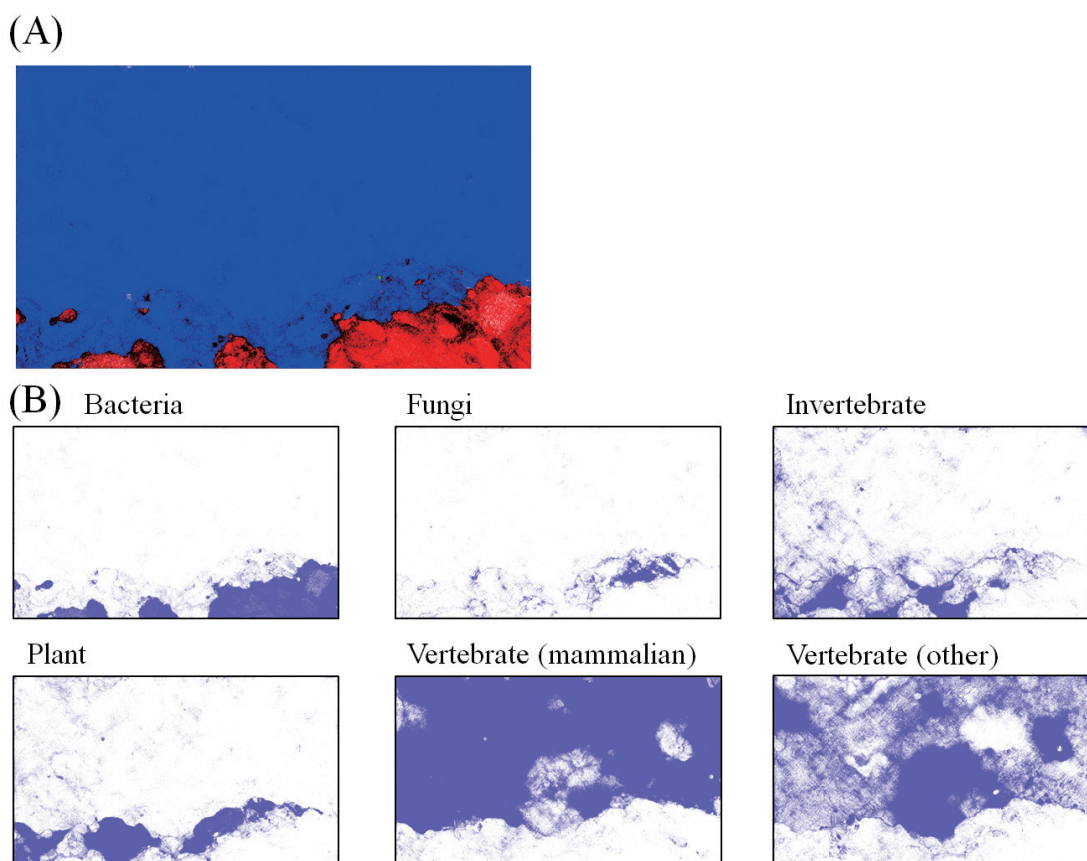 (A)
(B) Bacteria
Fungi
Invertebrate
Plant
Vertebrate (mammalian)
Vertebrate (other)